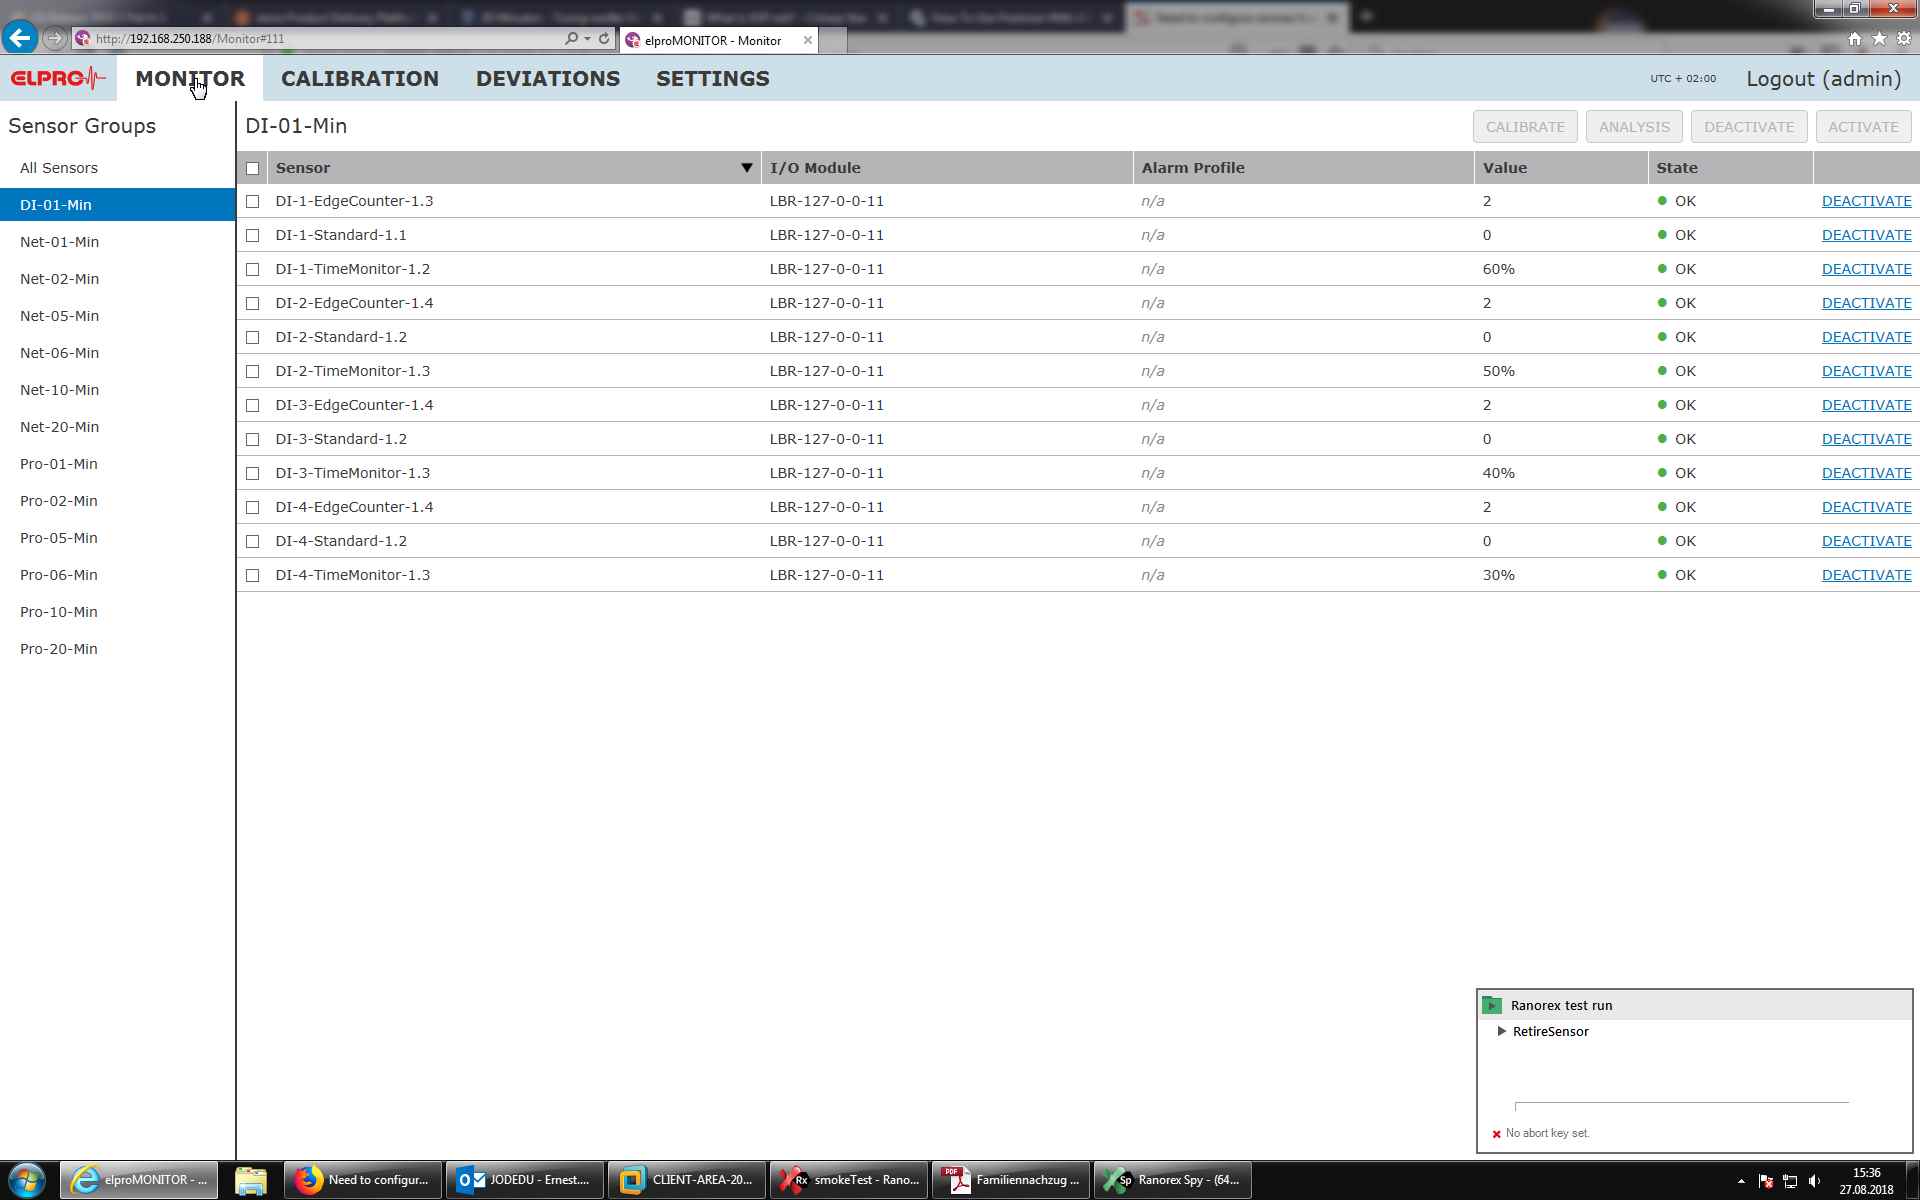 http://192.168.250.188/Monitor#111
elproMONITOR - Monitor
ELPRO MONITOR CALIBRATION DEVIATIONS SETTINGS UTC + 02:00 Logout (admin)
Sensor Groups
All Sensors
DI-01-Min
Net-01-Min
Net-02-Min
Net-05-Min
Net-06-Min
Net-10-Min
Net-20-Min
Pro-01-Min
Pro-02-Min
Pro-05-Min
Pro-06-Min
Pro-10-Min
Pro-20-Min
DI-01-Min CALIBRATE ANALYSIS DEACTIVATE ACTIVATE
Sensor I/O Module Alarm Profile Value State
DI-1-EdgeCounter-1.3 LBR-127-0-0-11 n/a 2 OK DEACTIVATE
DI-1-Standard-1.1 LBR-127-0-0-11 n/a 0 OK DEACTIVATE
DI-1-TimeMonitor-1.2 LBR-127-0-0-11 n/a 60% OK DEACTIVATE
DI-2-EdgeCounter-1.4 LBR-127-0-0-11 n/a 2 OK DEACTIVATE
DI-2-Standard-1.2 LBR-127-0-0-11 n/a 0 OK DEACTIVATE
DI-2-TimeMonitor-1.3 LBR-127-0-0-11 n/a 50% OK DEACTIVATE
DI-3-EdgeCounter-1.4 LBR-127-0-0-11 n/a 2 OK DEACTIVATE
DI-3-Standard-1.2 LBR-127-0-0-11 n/a 0 OK DEACTIVATE
DI-3-TimeMonitor-1.3 LBR-127-0-0-11 n/a 40% OK DEACTIVATE
DI-4-EdgeCounter-1.4 LBR-127-0-0-11 n/a 2 OK DEACTIVATE
DI-4-Standard-1.2 LBR-127-0-0-11 n/a 0 OK DEACTIVATE
DI-4-TimeMonitor-1.3 LBR-127-0-0-11 n/a 30% OK DEACTIVATE
Ranorex test run
RetireSensor
No abort key set.
elproMONITOR - ... Need to configur... JODEDU - Ernest.... CLIENT-AREA-20... Rx smokeTest - Rano... PDF Familiennachzug ... Sp Ranorex Spy - (64...
15:36
27.08.2018